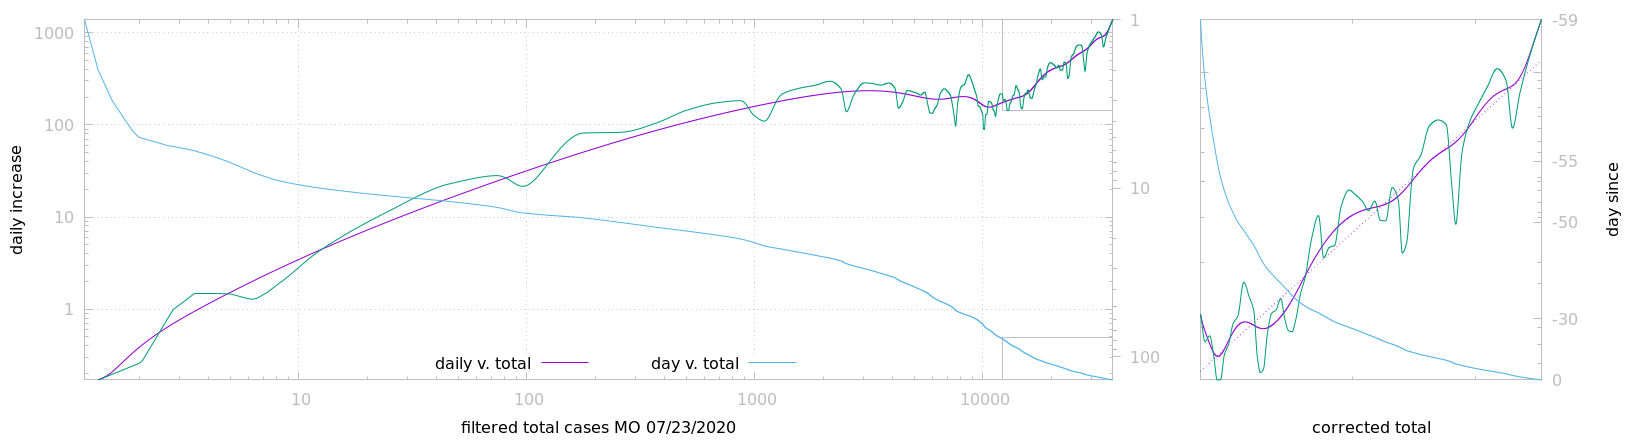 1000
100
10
1
daily increase
10
100
1000
10000
filtered total cases MO 07/23/2020
daily v. total
day v. total
1
10
100
-59
-55
-50
-30
0
day since
corrected total